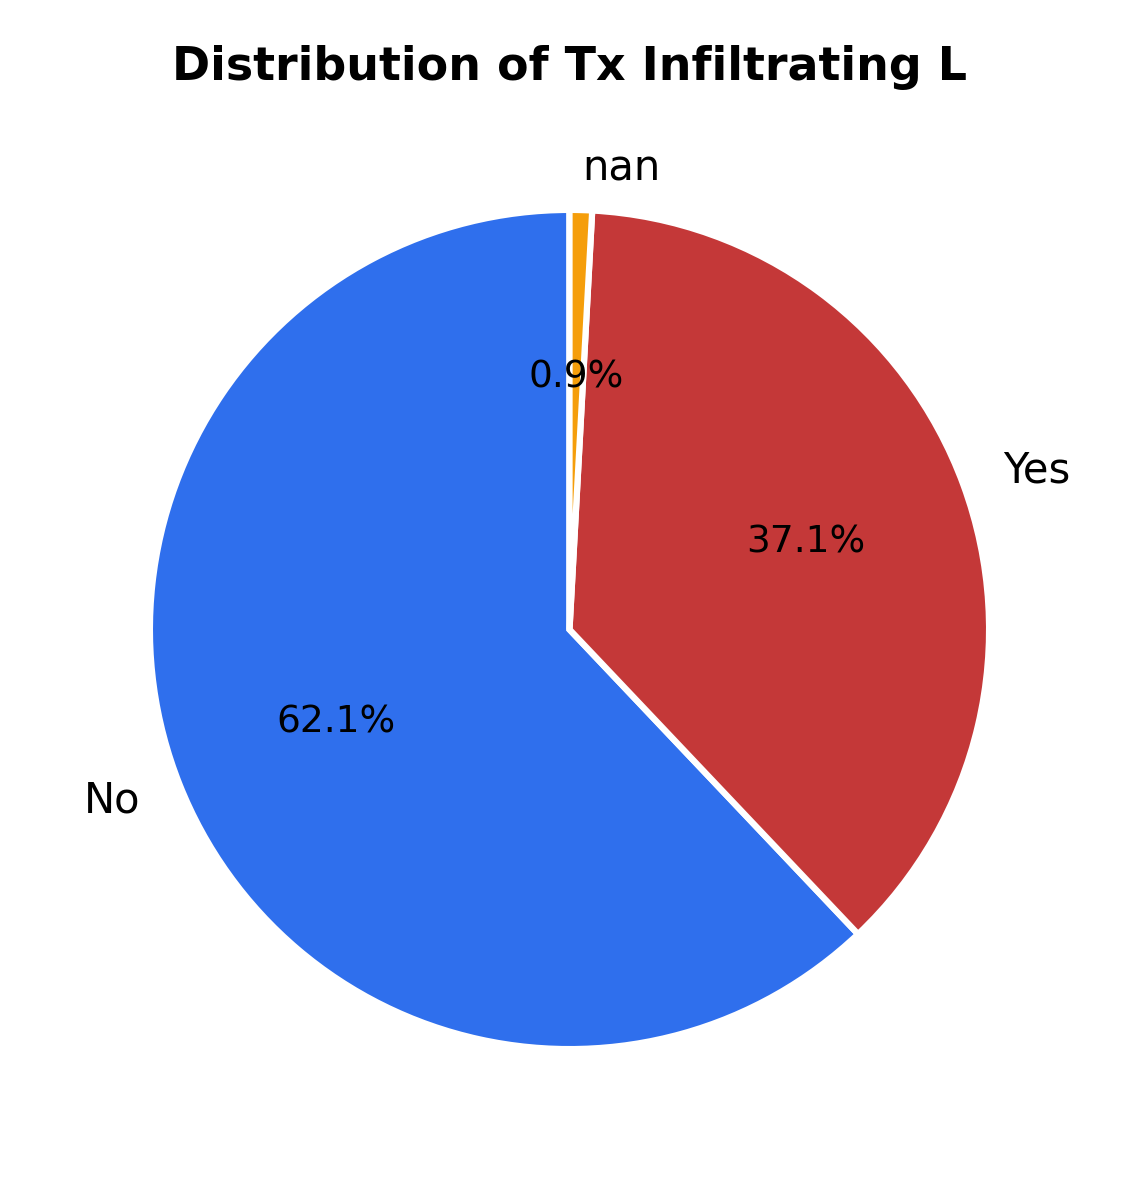 Distribution of Tx Infiltrating L
nan
0.9%
Yes
37.1%
62.1%
No